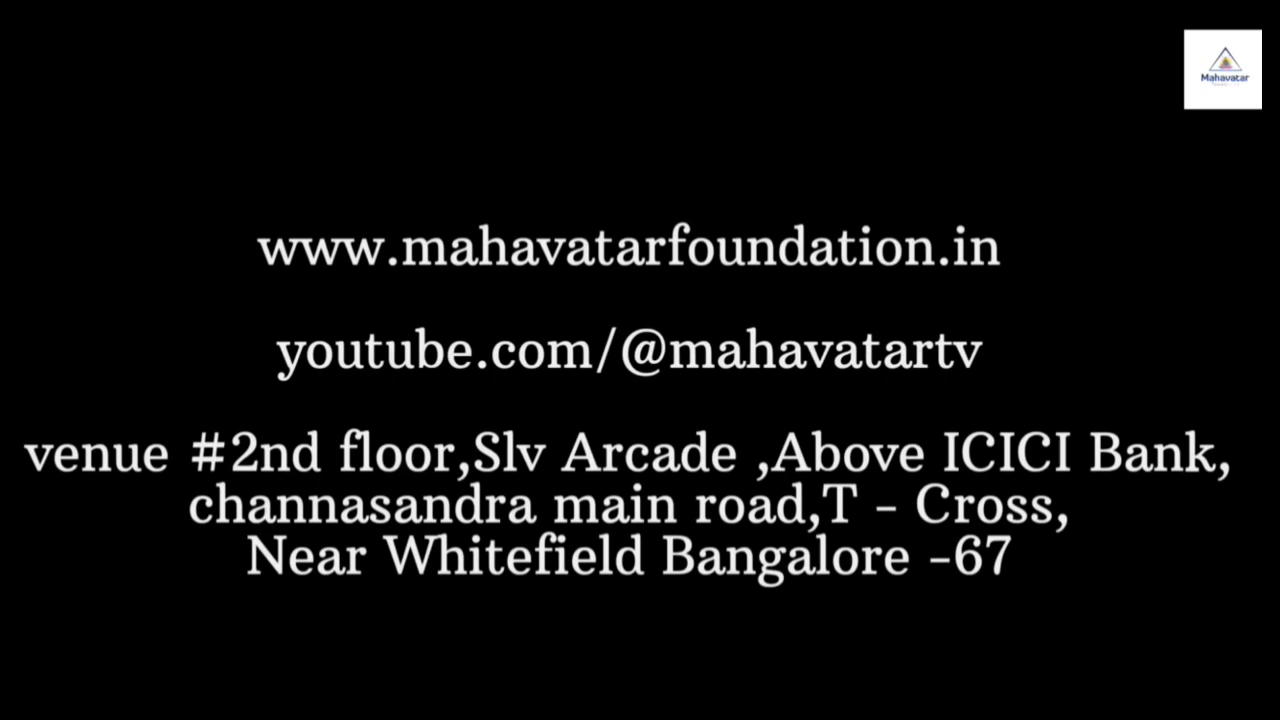 Mahavatar
www.mahavatarfoundation.in
youtube.com/@mahavatartv
venue #2nd floor,Slv Arcade ,Above ICICI Bank,
channasandra main road,T - Cross,
Near Whitefield Bangalore -67